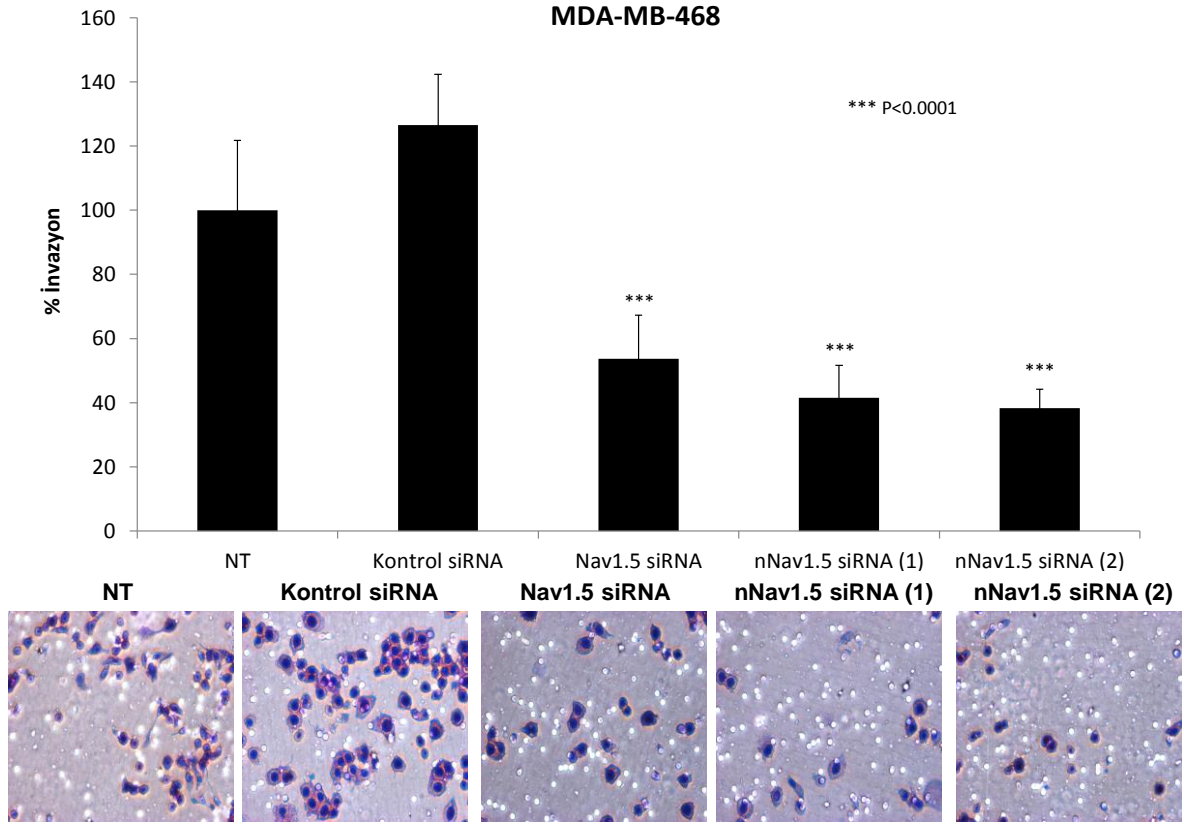 MDA-MB-468
160
140
120
100
80
60
40
20
0
% invazyon
*** P<0.0001
***
***
***
NT
Kontrol siRNA
Nav1.5 siRNA
nNav1.5 siRNA (1)
nNav1.5 siRNA (2)
NT
Kontrol siRNA
Nav1.5 siRNA
nNav1.5 siRNA (1)
nNav1.5 siRNA (2)